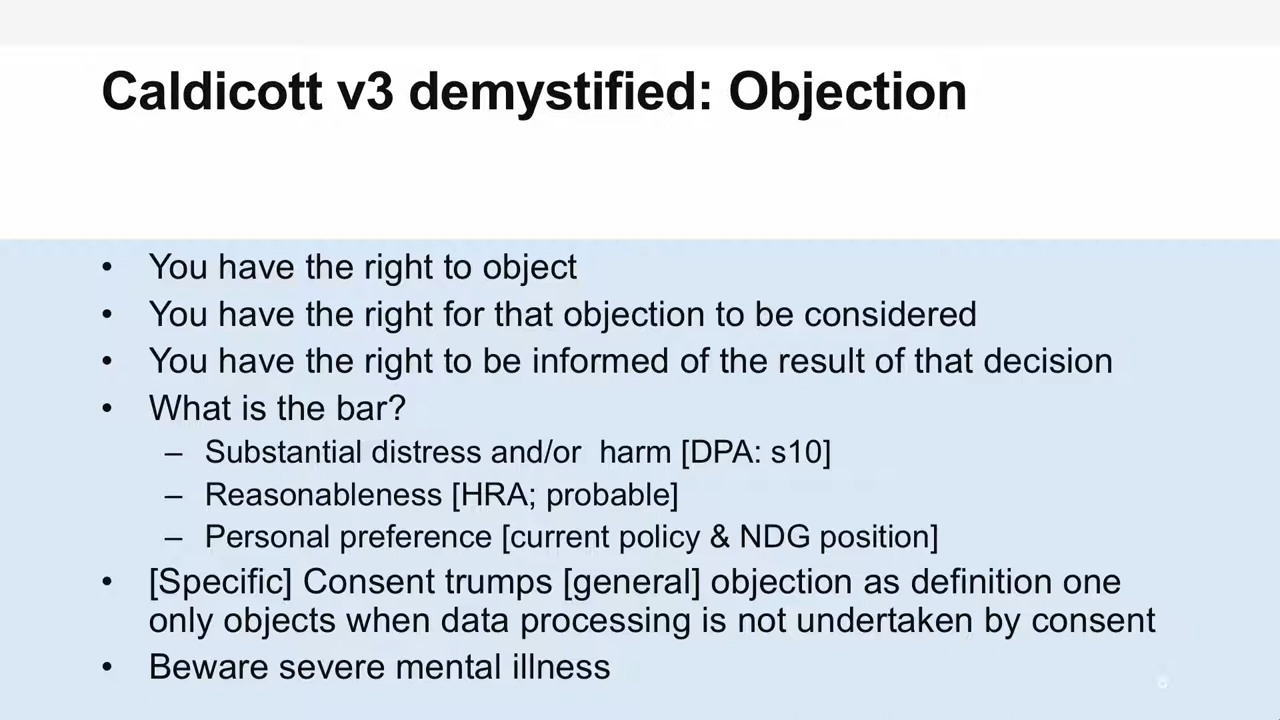 Caldicott v3 demystified: Objection
• You have the right to object
• You have the right for that objection to be considered
• You have the right to be informed of the result of that decision
• What is the bar?
– Substantial distress and/or  harm [DPA: s10]
– Reasonableness [HRA; probable]
– Personal preference [current policy & NDG position]
• [Specific] Consent trumps [general] objection as definition one
only objects when data processing is not undertaken by consent
• Beware severe mental illness